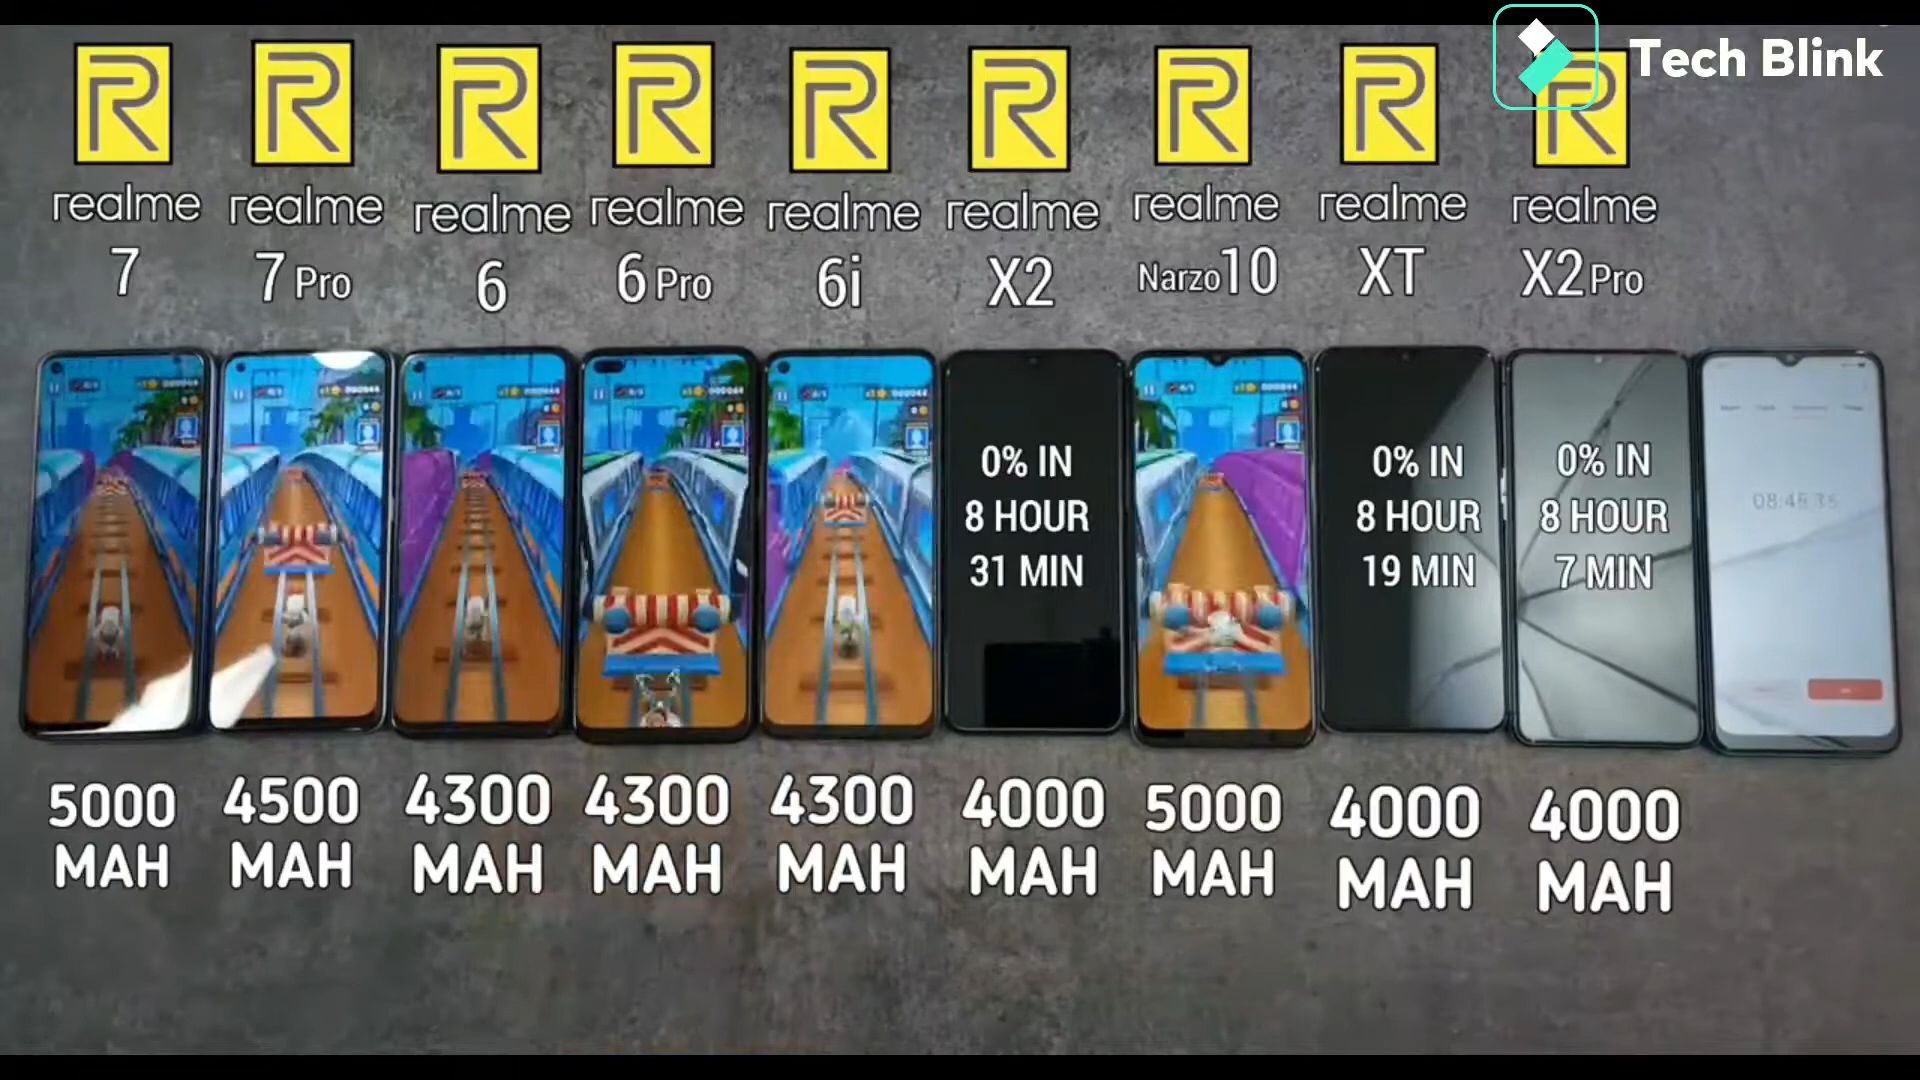 Tech Blink
realme
7
realme
7 Pro
realme
6
realme
6 Pro
realme
6i
realme
X2
realme
Narzo10
realme
XT
realme
X2 Pro
0% IN
8 HOUR
31 MIN
0% IN
8 HOUR
19 MIN
0% IN
8 HOUR
7 MIN
5000
MAH
4500
MAH
4300
MAH
4300
MAH
4300
MAH
4000
MAH
5000
MAH
4000
MAH
4000
MAH